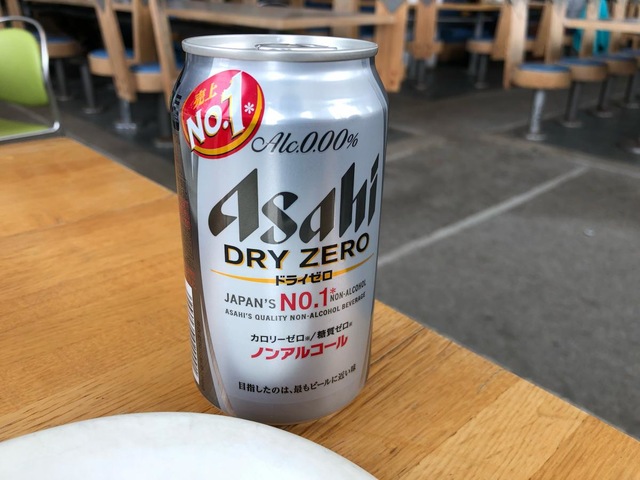 売上
NO.1*
Alc.0.00%
Asahi
DRY ZERO
ドライゼロ
JAPAN'S NO.1* NON-ALCOHOL
ASAHI'S QUALITY NON-ALCOHOL BEVERAGE
カロリーゼロ※/糖質ゼロ※
ノンアルコール
目指したのは、最もビールに近い味